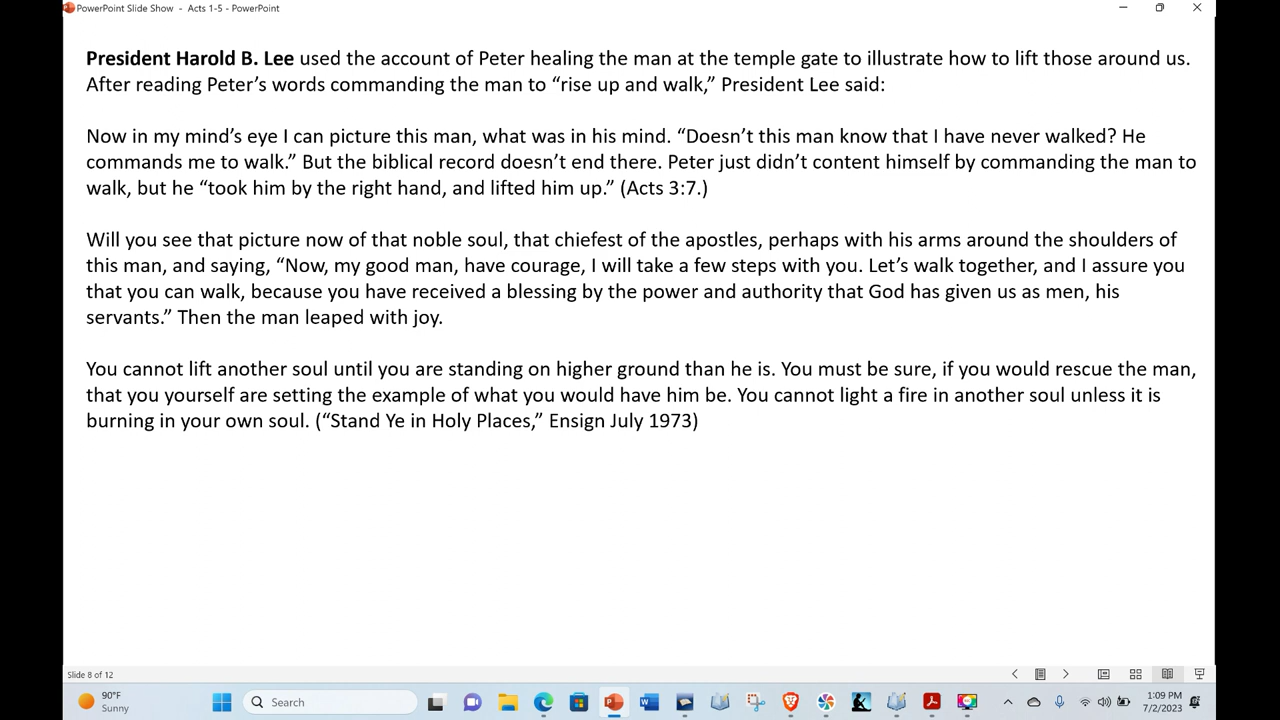 PowerPoint Slide Show - Acts 1-5 - PowerPoint
President Harold B. Lee used the account of Peter healing the man at the temple gate to illustrate how to lift those around us.
After reading Peter’s words commanding the man to “rise up and walk,” President Lee said:
Now in my mind’s eye I can picture this man, what was in his mind. “Doesn’t this man know that I have never walked? He
commands me to walk.” But the biblical record doesn’t end there. Peter just didn’t content himself by commanding the man to
walk, but he “took him by the right hand, and lifted him up.” (Acts 3:7.)
Will you see that picture now of that noble soul, that chiefest of the apostles, perhaps with his arms around the shoulders of
this man, and saying, “Now, my good man, have courage, I will take a few steps with you. Let’s walk together, and I assure you
that you can walk, because you have received a blessing by the power and authority that God has given us as men, his
servants.” Then the man leaped with joy.
You cannot lift another soul until you are standing on higher ground than he is. You must be sure, if you would rescue the man,
that you yourself are setting the example of what you would have him be. You cannot light a fire in another soul unless it is
burning in your own soul. (“Stand Ye in Holy Places,” Ensign July 1973)
Slide 8 of 12
90°F
Sunny
Search
1:09 PM
7/2/2023